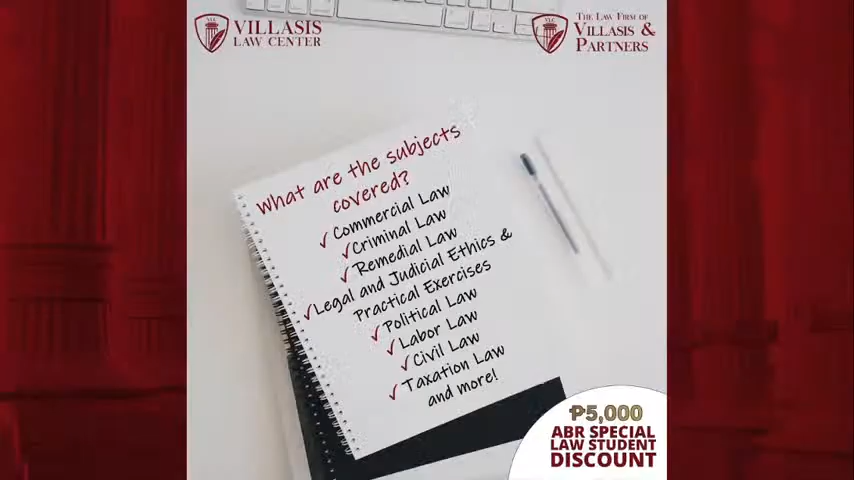 VLC
VILLASIS
LAW CENTER
VLC
THE LAW FIRM OF
VILLASIS &
PARTNERS
What are the subjects
covered?
✓ Commercial Law
✓ Criminal Law
✓ Remedial Law
✓ Legal and Judicial Ethics &
Practical Exercises
✓ Political Law
✓ Labor Law
✓ Civil Law
✓ Taxation Law
and more!
₱5,000
ABR SPECIAL
LAW STUDENT
DISCOUNT